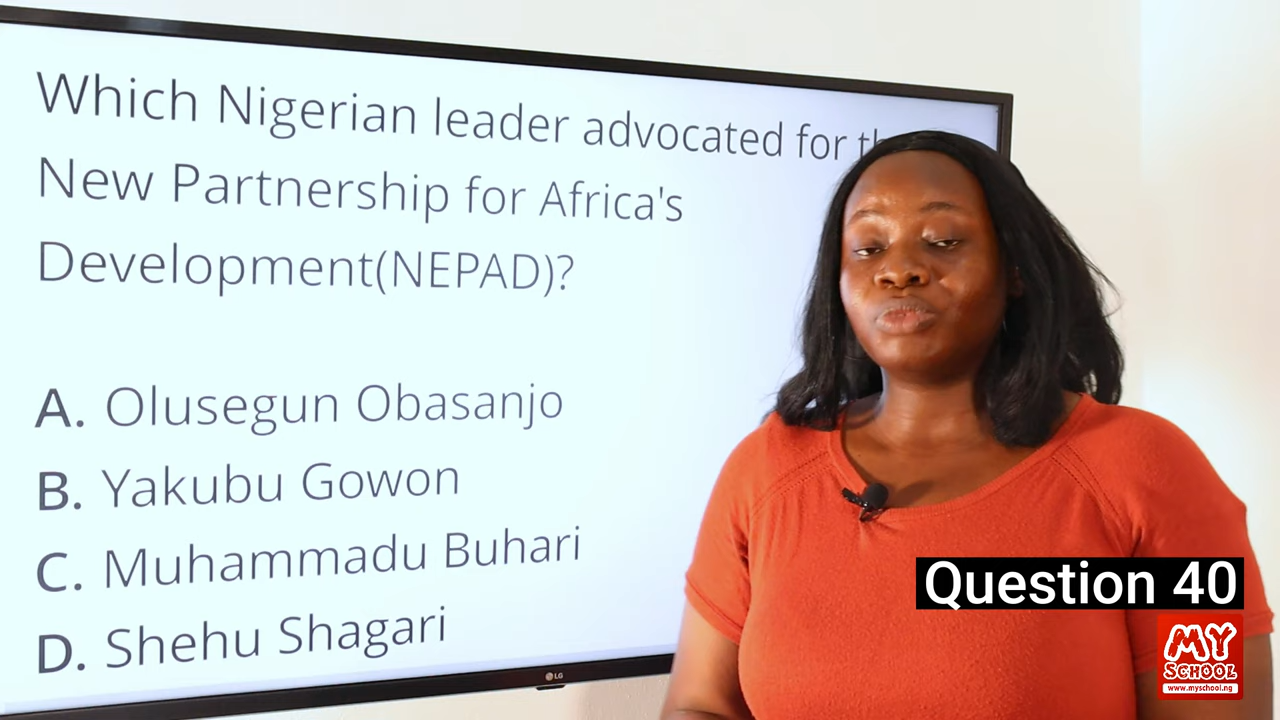 Which Nigerian leader advocated for
New Partnership for Africa's
Development(NEPAD)?
A. Olusegun Obasanjo
B. Yakubu Gowon
C. Muhammadu Buhari
D. Shehu Shagari
LG
Question 40
MY
SCHOOL
www.myschool.ng